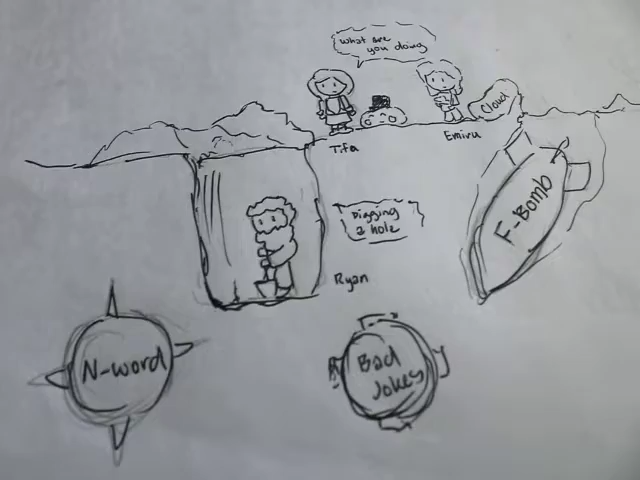 What are
you doing
Cloud
Tifa
Emiru
Digging
a hole
F-Bomb
Ryan
N-word
Bad
Jokes